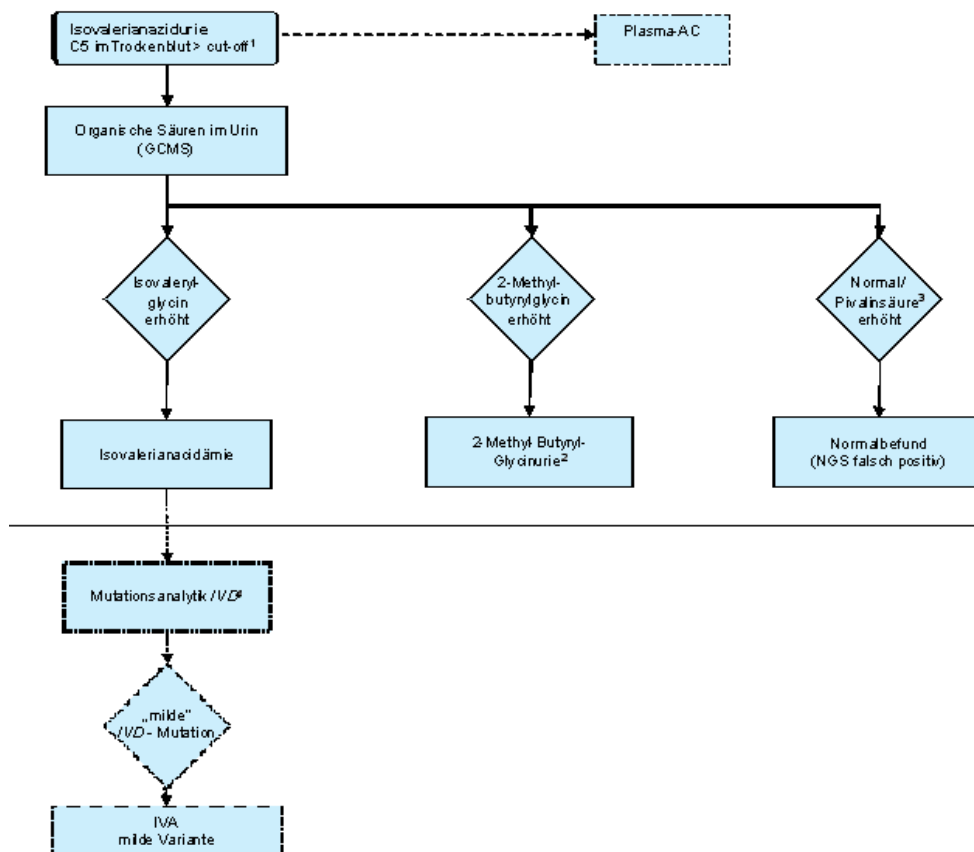 Isovalerianazidurie
C5 im Trockenblut > cut-off¹
Plasma-AC
Organische Säuren im Urin
(GCMS)
Isovaleryl-
glycin
erhöht
2-Methyl-
butyrylglycin
erhöht
Normal/
Pivalinsäure³
erhöht
Isovalerianacidämie
2-Methyl-Butyryl-
Glycinurie²
Normalbefund
(NGS falsch positiv)
Mutationsanalytik IVD⁴
„milde”
IVD - Mutation
IVA
milde Variante